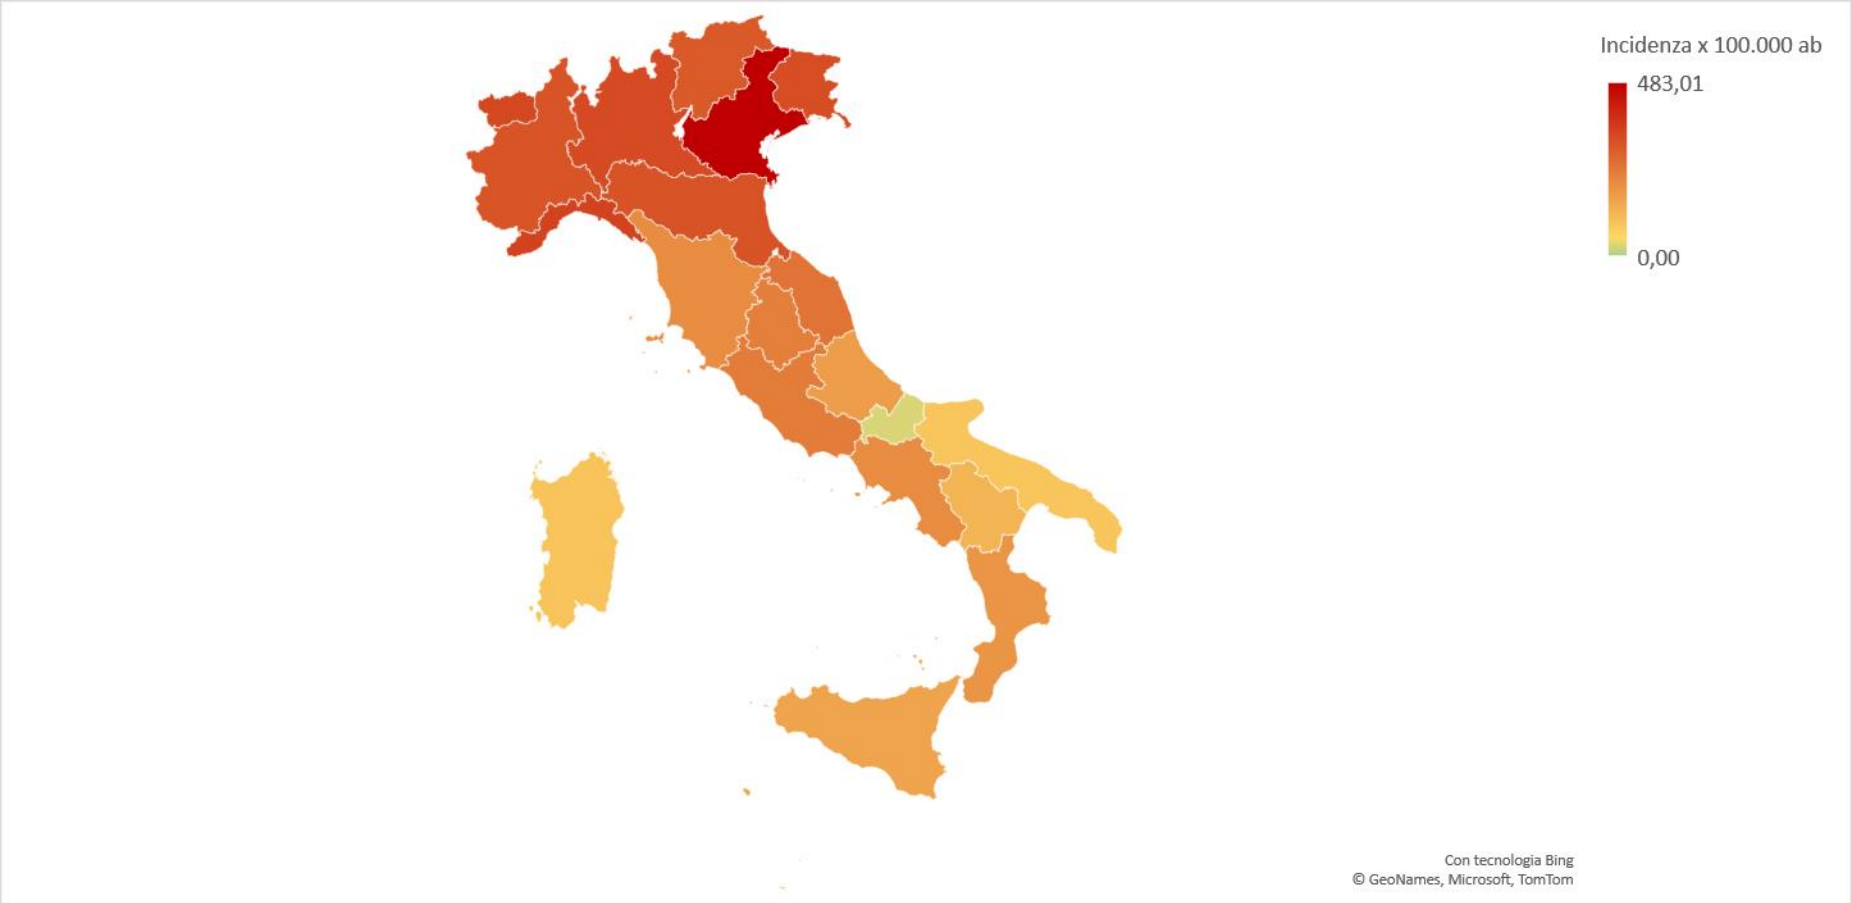 Incidenza x 100.000 ab
483,01
0,00
Con tecnologia Bing
© GeoNames, Microsoft, TomTom